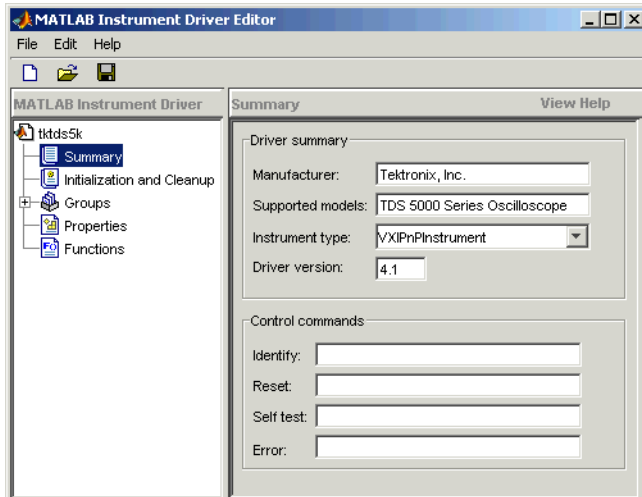 MATLAB Instrument Driver Editor
File Edit Help
MATLAB Instrument Driver
Summary View Help
tktds5k
Summary
Initialization and Cleanup
Groups
Properties
Functions
Driver summary
Manufacturer: Tektronix, Inc.
Supported models: TDS 5000 Series Oscilloscope
Instrument type: VXIPnPInstrument
Driver version: 4.1
Control commands
Identify:
Reset:
Self test:
Error: